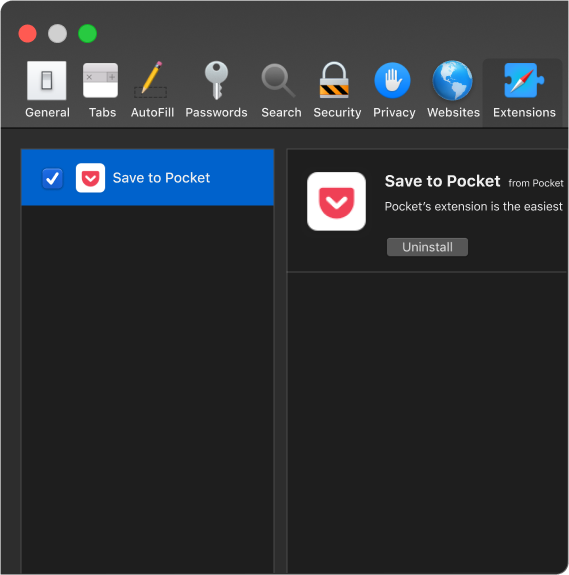 General Tabs AutoFill Passwords Search Security Privacy Websites Extensions
Save to Pocket
Save to Pocket from Pocket
Pocket’s extension is the easiest
Uninstall